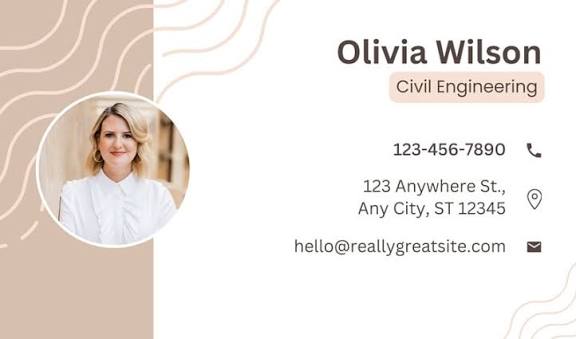 Olivia Wilson
Civil Engineering
123-456-7890
123 Anywhere St.,
Any City, ST 12345
hello@reallygreatsite.com